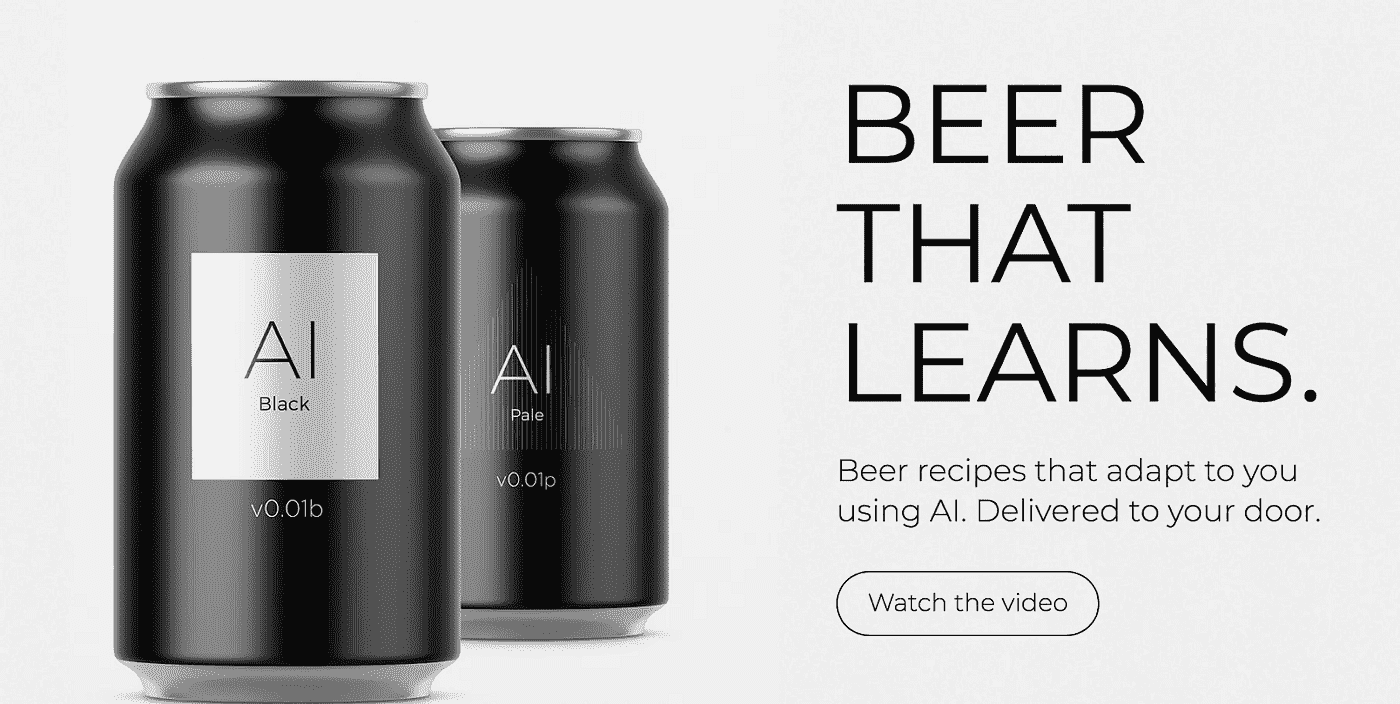 AI
Black
v0.01b
AI
Pale
v0.01p
BEER
THAT
LEARNS.
Beer recipes that adapt to you
using AI. Delivered to your door.
Watch the video